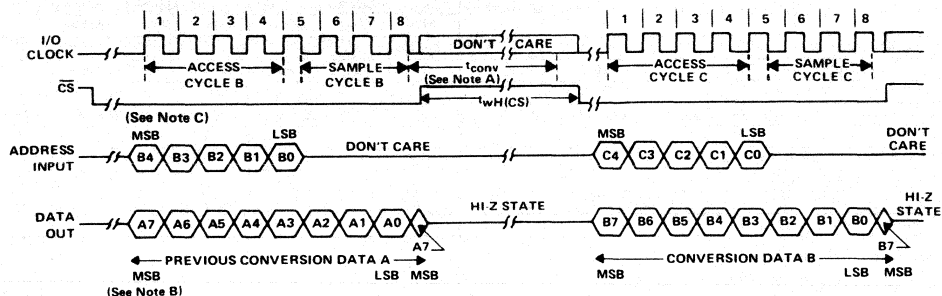 1 2 3 4 5 6 7 8 1 2 3 4 5 6 7 8
I/O
CLOCK
DON'T CARE
ACCESS
CYCLE B
SAMPLE
CYCLE B
tconv
(See Note A)
ACCESS
CYCLE C
SAMPLE
CYCLE C
CS
twH(CS)
(See Note C)
MSB LSB MSB LSB
ADDRESS
INPUT
B4 B3 B2 B1 B0 DON'T CARE C4 C3 C2 C1 C0 DON'T
CARE
HI-Z STATE HI-Z
STATE
DATA
OUT
A7 A6 A5 A4 A3 A2 A1 A0 B7 B6 B5 B4 B3 B2 B1 B0
A7 B7
PREVIOUS CONVERSION DATA A CONVERSION DATA B
MSB LSB MSB MSB LSB MSB
(See Note B)